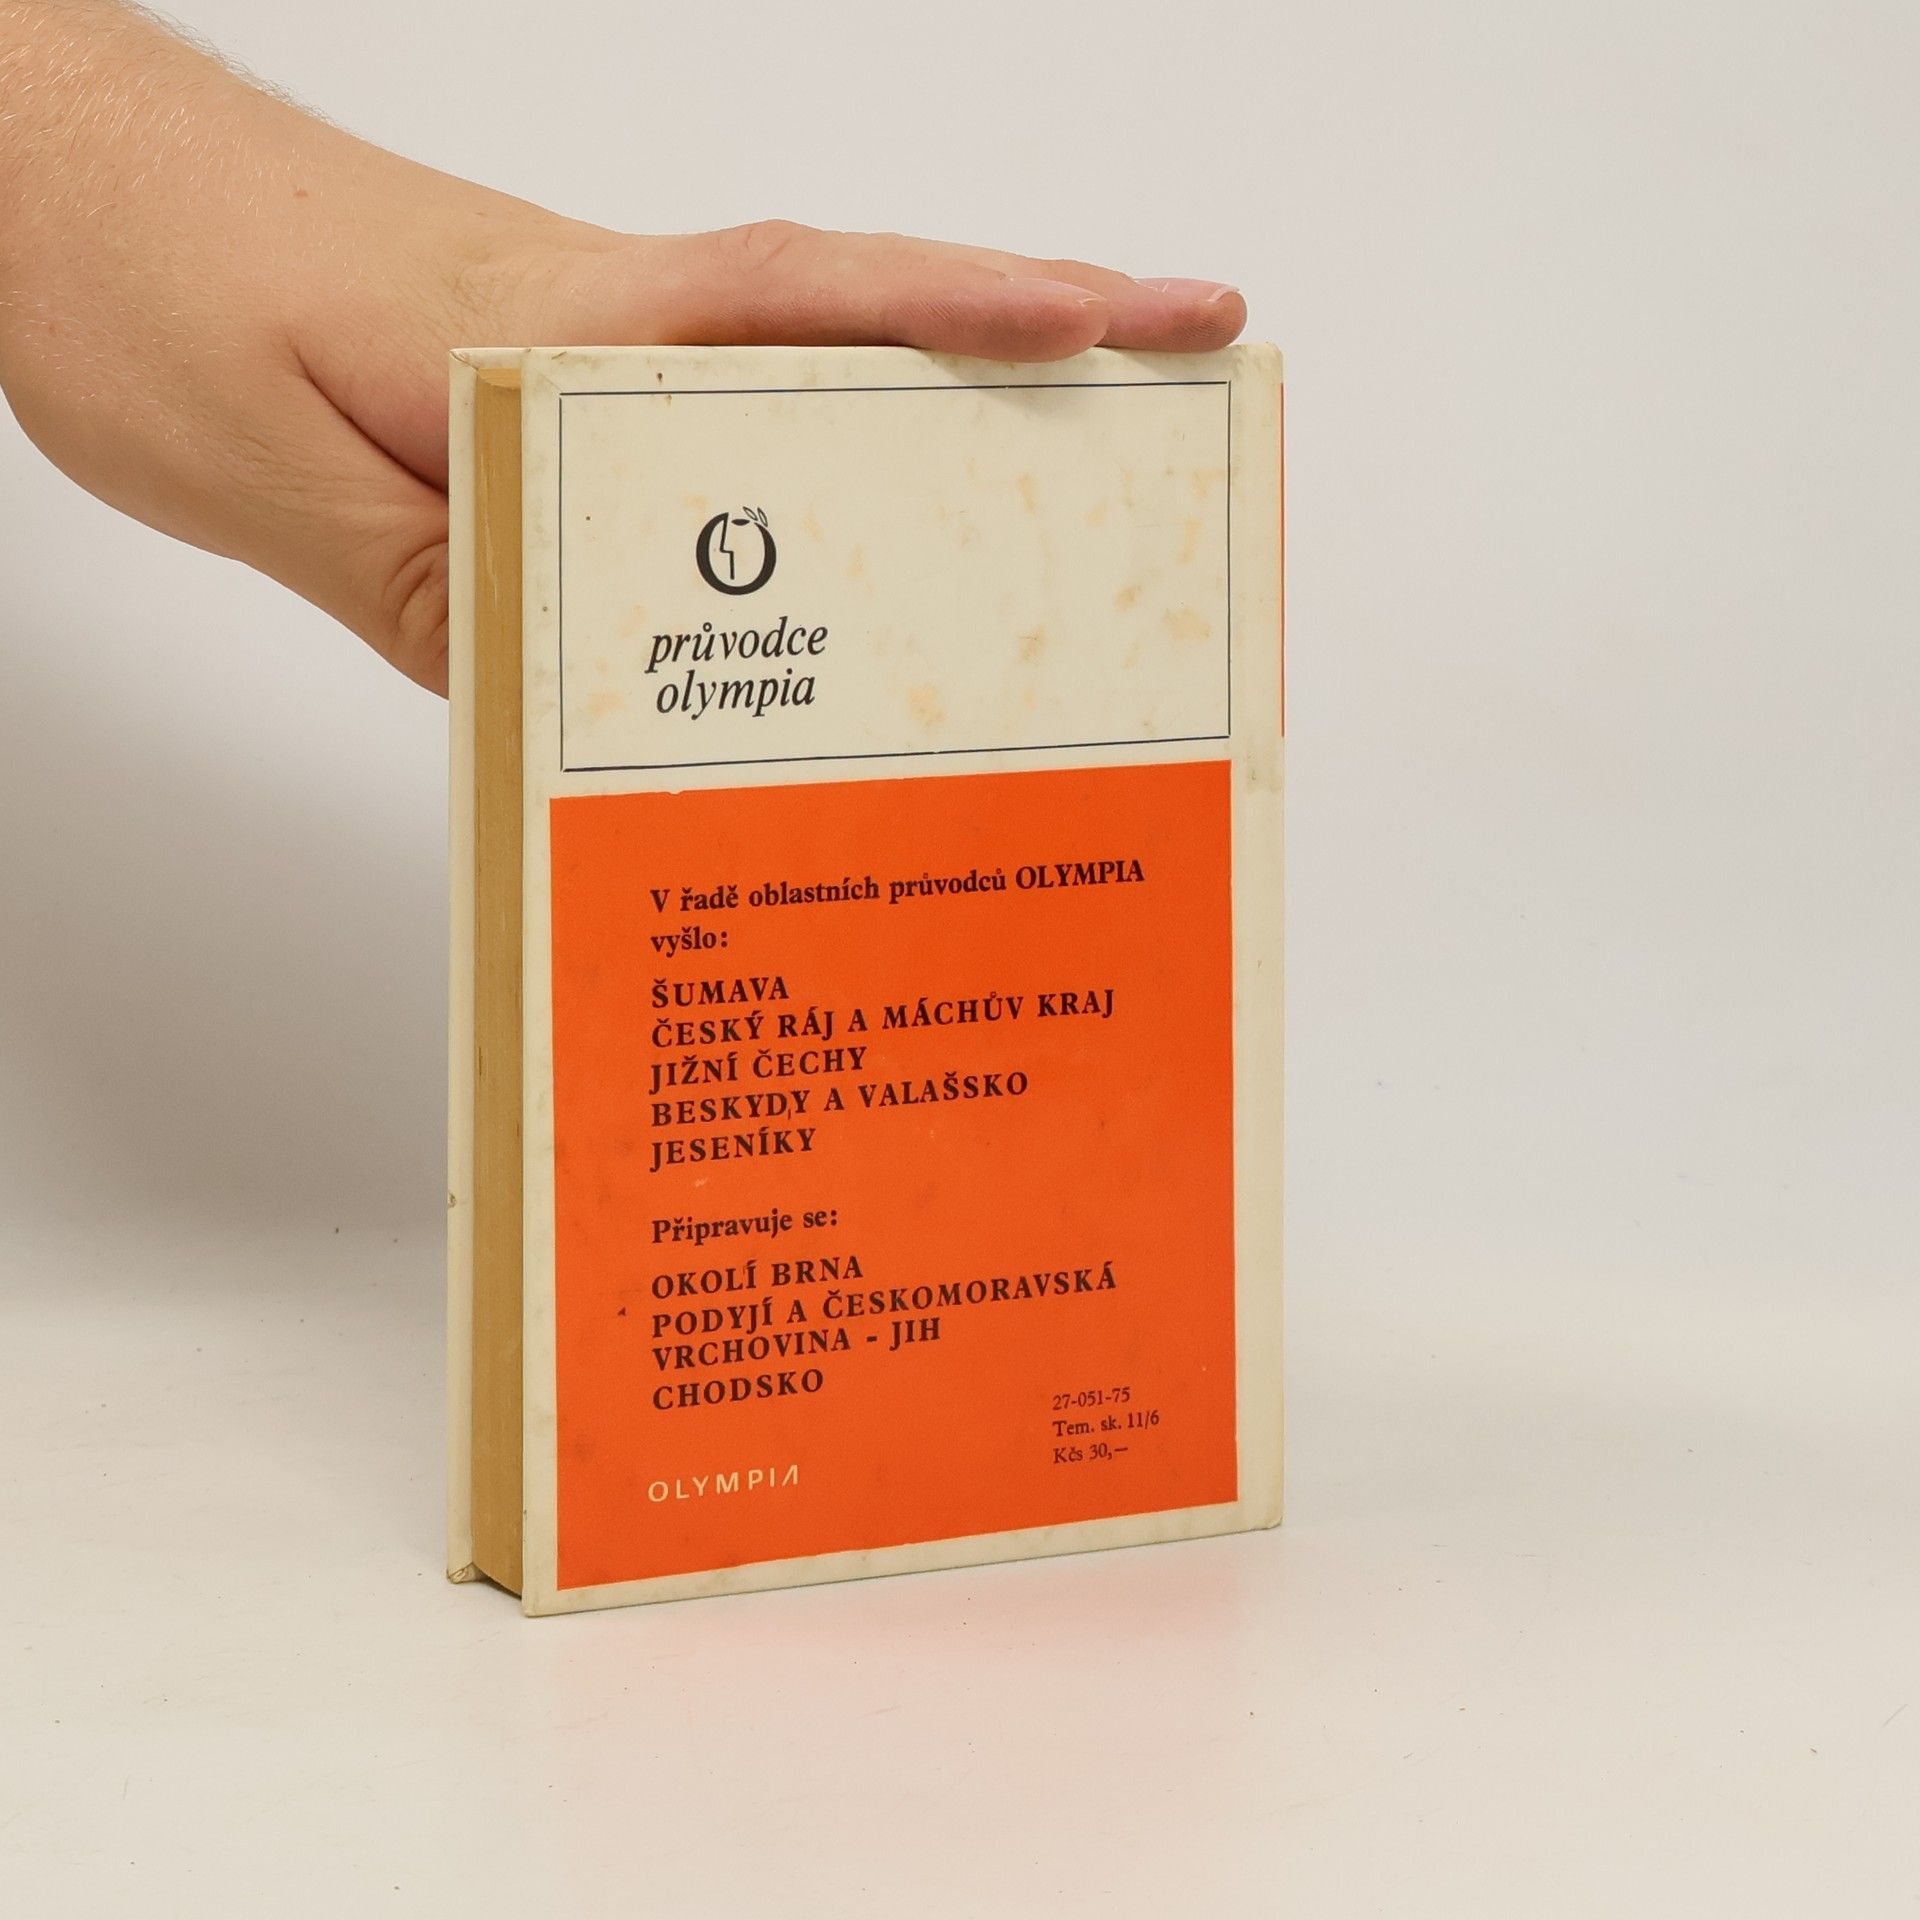 průvodce
olympia
V řadě oblastních průvodců OLYMPIA
vyšlo:
ŠUMAVA
ČESKÝ RÁJ A MÁCHŮV KRAJ
JIŽNÍ ČECHY
BESKYDY A VALAŠSKO
JESENÍKY
Připravuje se:
OKOLÍ BRNA
PODYJÍ A ČESKOMORAVSKÁ
VRCHOVINA - JIH
CHODSKO
27-051-75
Tem. sk. 11/6
Kčs 30,—
OLYMPIA